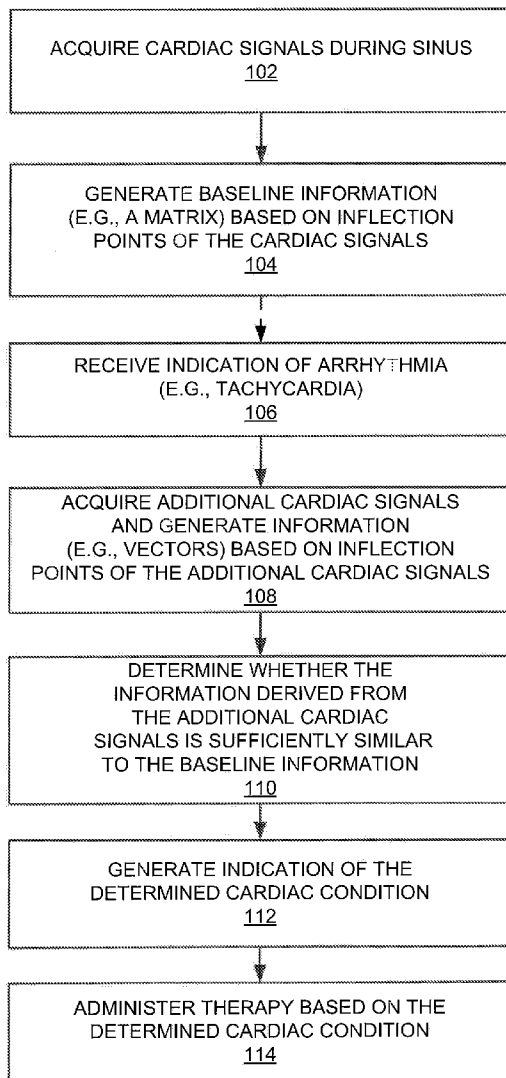 ACQUIRE CARDIAC SIGNALS DURING SINUS
102
GENERATE BASELINE INFORMATION
(E.G., A MATRIX) BASED ON INFLECTION
POINTS OF THE CARDIAC SIGNALS
104
RECEIVE INDICATION OF ARRHYTHMIA
(E.G., TACHYCARDIA)
106
ACQUIRE ADDITIONAL CARDIAC SIGNALS
AND GENERATE INFORMATION
(E.G., VECTORS) BASED ON INFLECTION
POINTS OF THE ADDITIONAL CARDIAC SIGNALS
108
DETERMINE WHETHER THE
INFORMATION DERIVED FROM
THE ADDITIONAL CARDIAC
SIGNALS IS SUFFICIENTLY SIMILAR
TO THE BASELINE INFORMATION
110
GENERATE INDICATION OF THE
DETERMINED CARDIAC CONDITION
112
ADMINISTER THERAPY BASED ON THE
DETERMINED CARDIAC CONDITION
114